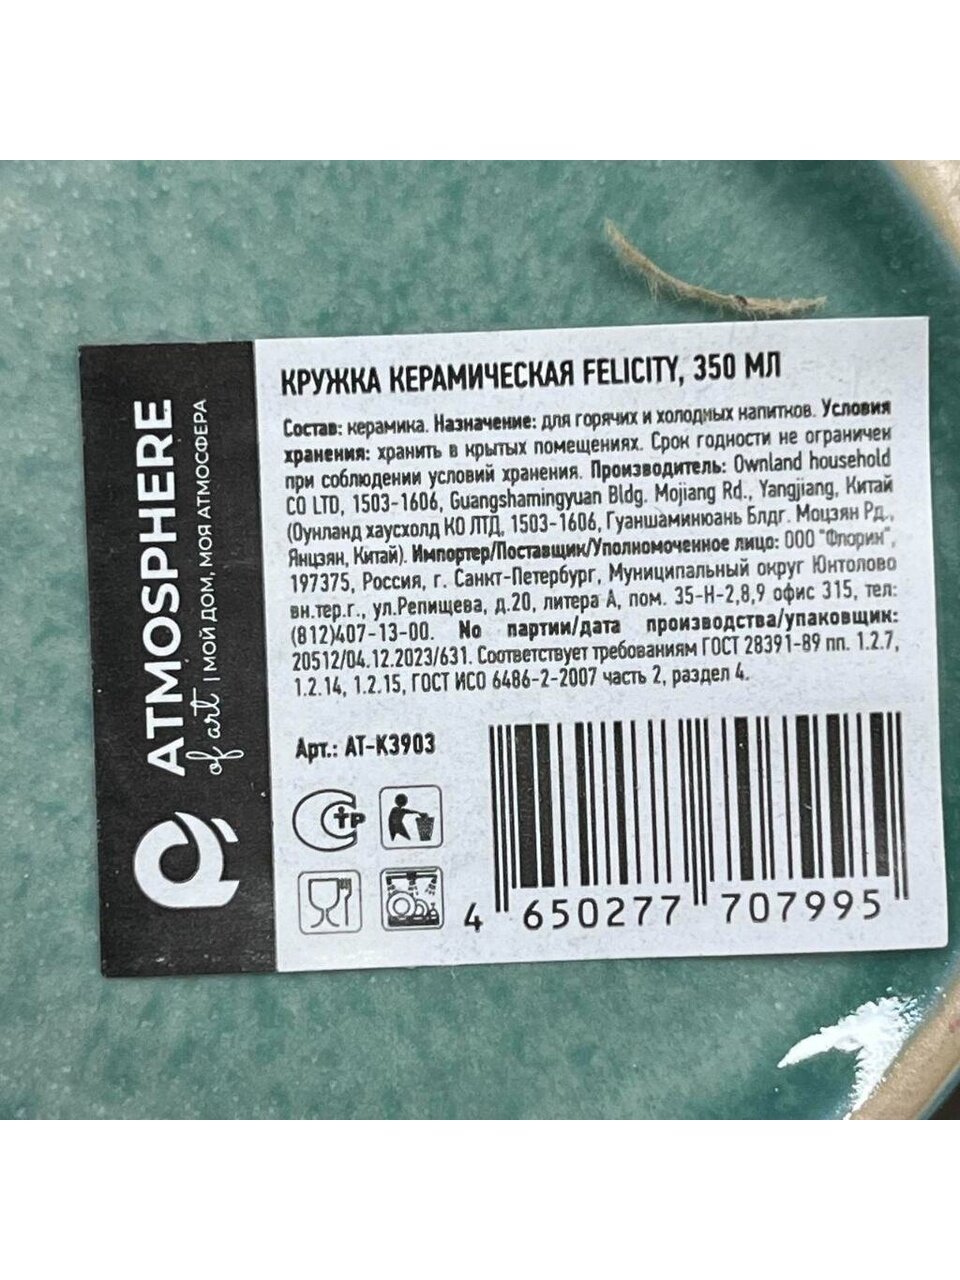 ATMOSPHERE
of art | МОЙ ДОМ, МОЯ АТМОСФЕРА
КРУЖКА КЕРАМИЧЕСКАЯ FELICITY, 350 МЛ
Состав: керамика. Назначение: для горячих и холодных напитков. Условия
хранения: хранить в крытых помещениях. Срок годности не ограничен
при соблюдении условий хранения. Производитель: Ownland household
CO LTD, 1503-1606, Guangshamingyuan Bldg. Mojiang Rd., Yangjiang, Китай
(Оунланд хаусхолд КО ЛТД, 1503-1606, Гуаншаминюань Блдг. Моцзян Рд.,
Янцзян, Китай). Импортер/Поставщик/Уполномоченное лицо: ООО "Флорин",
197375, Россия, г. Санкт-Петербург, Муниципальный округ Юнтолово
вн.тер.г., ул.Репищева, д.20, литера А, пом. 35-Н-2,8,9 офис 315, тел:
(812)407-13-00. No партии/дата производства/упаковщик:
20512/04.12.2023/631. Соответствует требованиям ГОСТ 28391-89 пп. 1.2.7,
1.2.14, 1.2.15, ГОСТ ИСО 6486-2-2007 часть 2, раздел 4.
Арт.: AT-K3903
тр
4 650277 707995